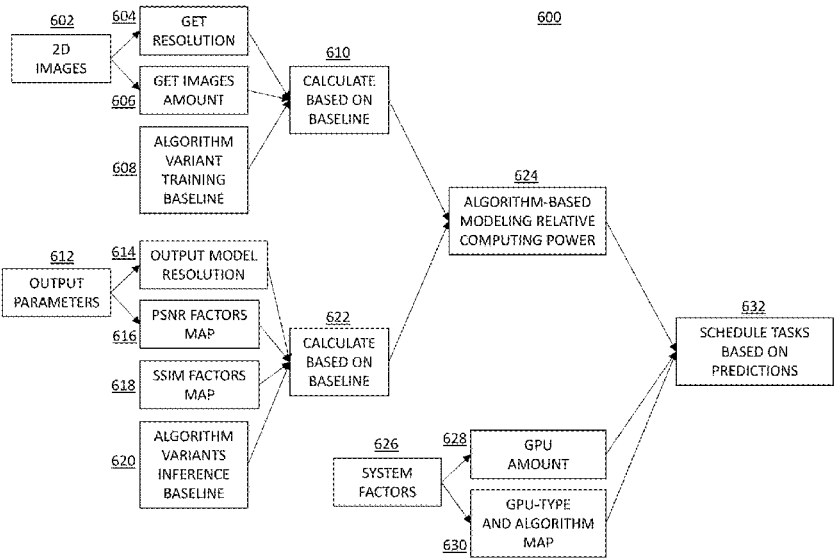 600
602
2D
IMAGES
604
GET
RESOLUTION
606
GET IMAGES
AMOUNT
608
ALGORITHM
VARIANT
TRAINING
BASELINE
610
CALCULATE
BASED ON
BASELINE
612
OUTPUT
PARAMETERS
614
OUTPUT MODEL
RESOLUTION
616
PSNR FACTORS
MAP
618
SSIM FACTORS
MAP
620
ALGORITHM
VARIANTS
INFERENCE
BASELINE
622
CALCULATE
BASED ON
BASELINE
624
ALGORITHM-BASED
MODELING RELATIVE
COMPUTING POWER
626
SYSTEM
FACTORS
628
GPU
AMOUNT
630
GPU-TYPE
AND ALGORITHM
MAP
632
SCHEDULE TASKS
BASED ON
PREDICTIONS